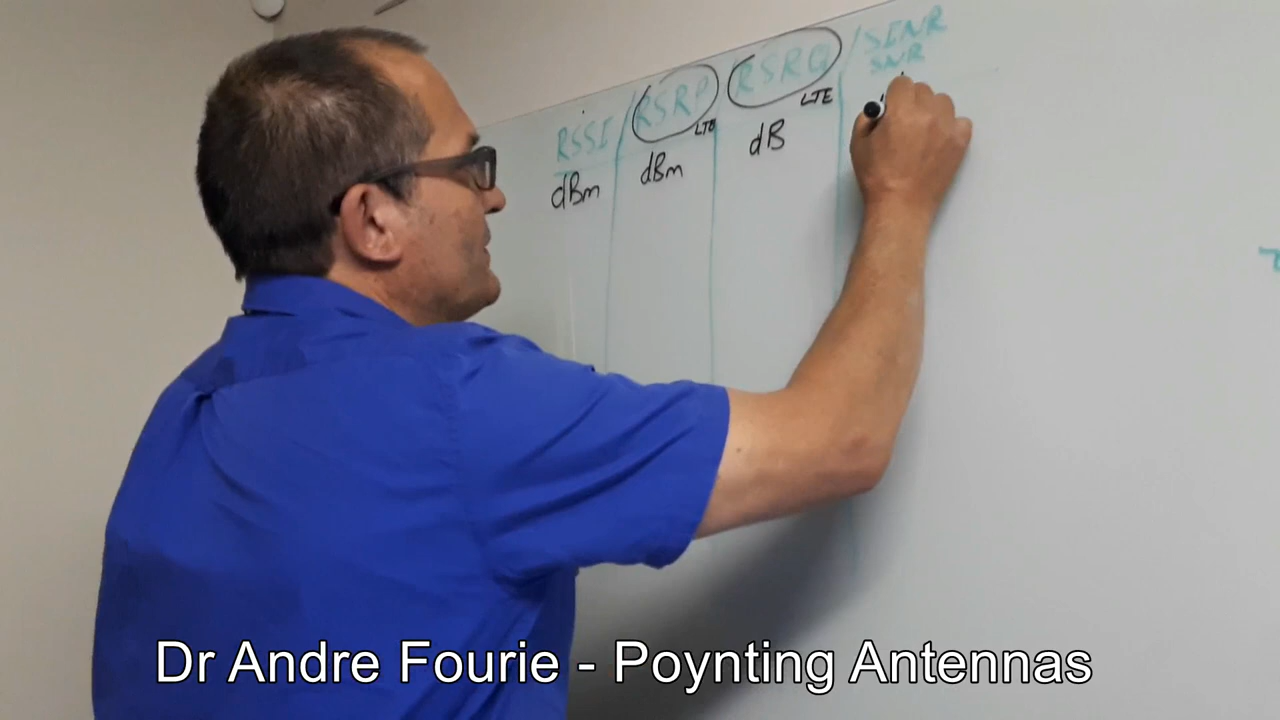 RSSI / RSRP RSRQ / SINR
SNR
LTE LTE
dBm dBm dB
Dr Andre Fourie - Poynting Antennas